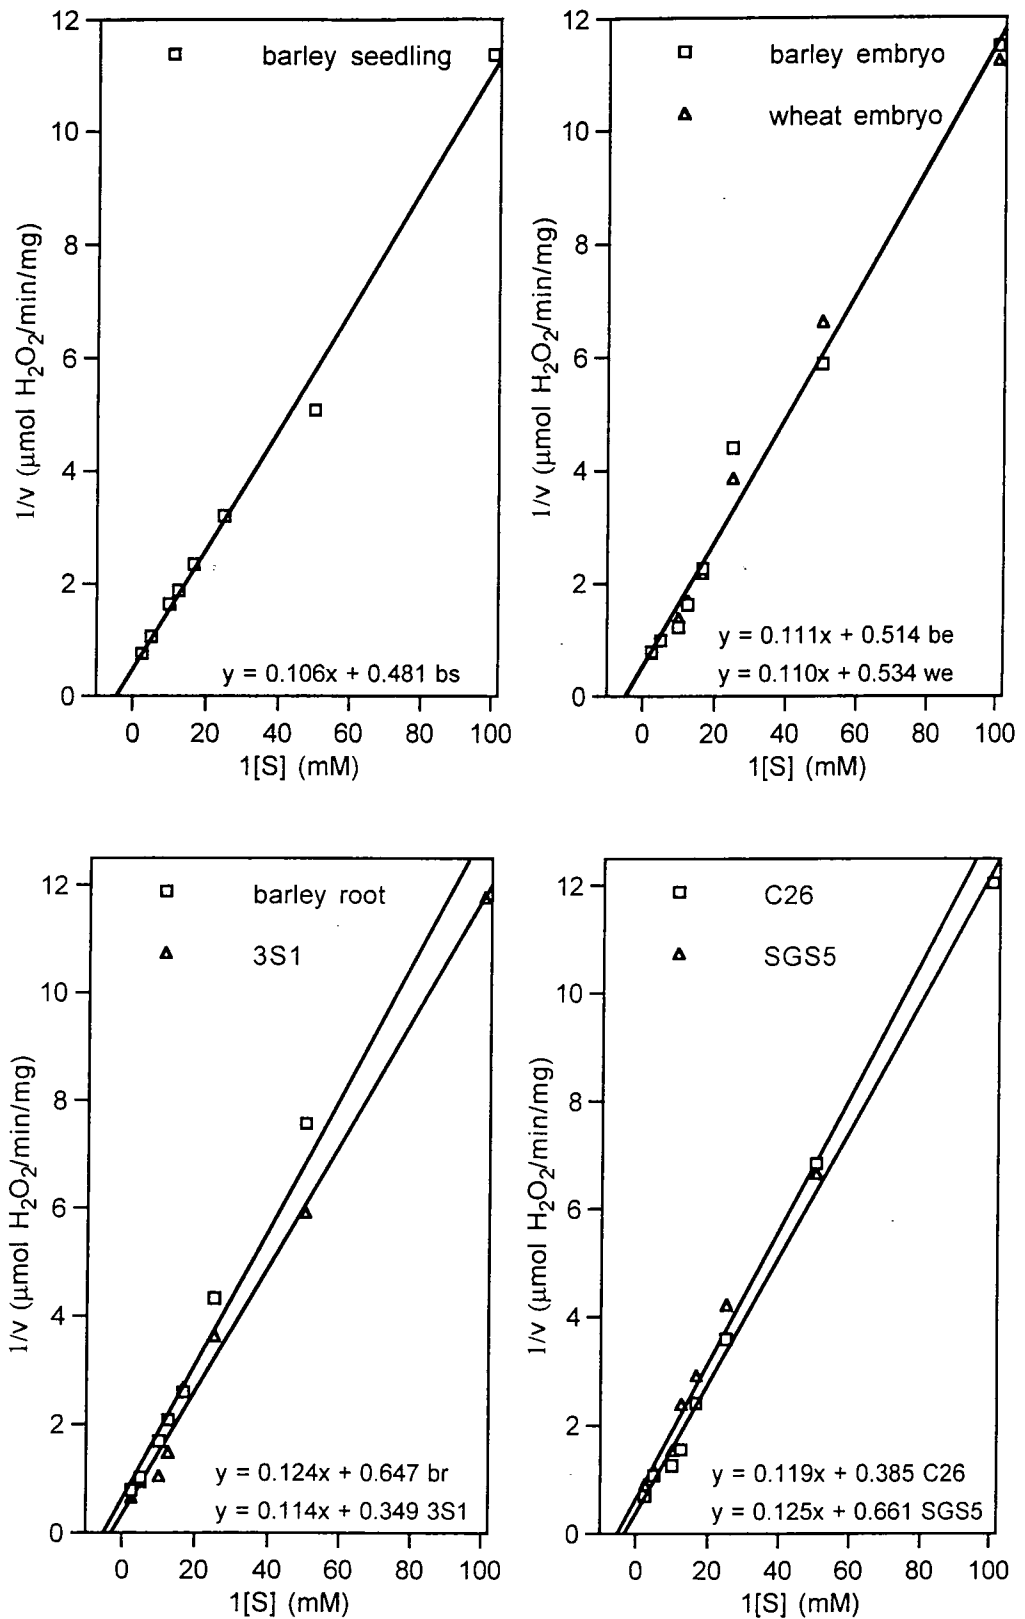 12
10
8
6
4
2
0
1/v (μmol H2O2/min/mg)
barley seedling
y = 0.106x + 0.481 bs
0 20 40 60 80 100
1[S] (mM)
12
10
8
6
4
2
0
1/v (μmol H2O2/min/mg)
barley embryo
wheat embryo
y = 0.111x + 0.514 be
y = 0.110x + 0.534 we
0 20 40 60 80 100
1[S] (mM)
12
10
8
6
4
2
0
1/v (μmol H2O2/min/mg)
barley root
3S1
y = 0.124x + 0.647 br
y = 0.114x + 0.349 3S1
0 20 40 60 80 100
1[S] (mM)
12
10
8
6
4
2
0
1/v (μmol H2O2/min/mg)
C26
SGS5
y = 0.119x + 0.385 C26
y = 0.125x + 0.661 SGS5
0 20 40 60 80 100
1[S] (mM)